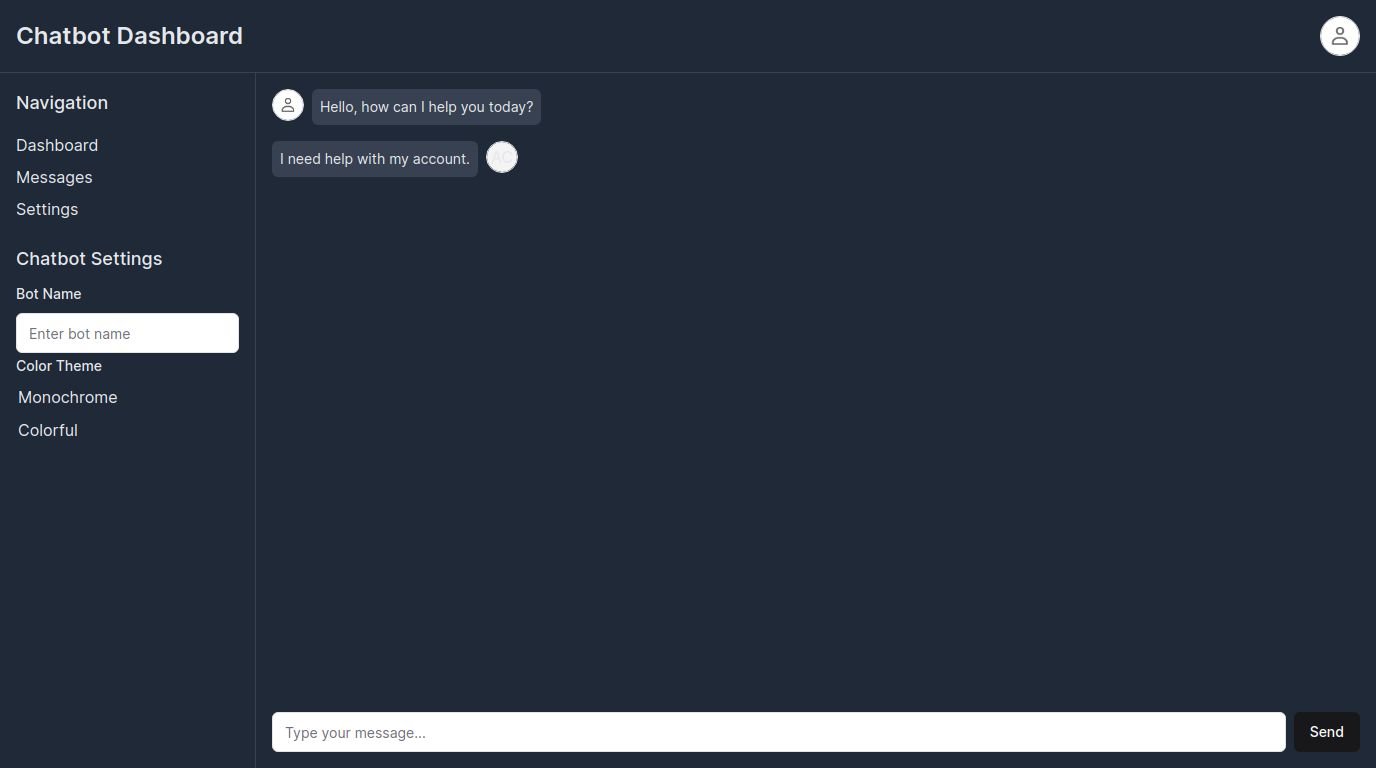 Chatbot Dashboard
Navigation
Dashboard
Messages
Settings
Chatbot Settings
Bot Name
Enter bot name
Color Theme
Monochrome
Colorful
Hello, how can I help you today?
I need help with my account.
AC
Type your message...
Send